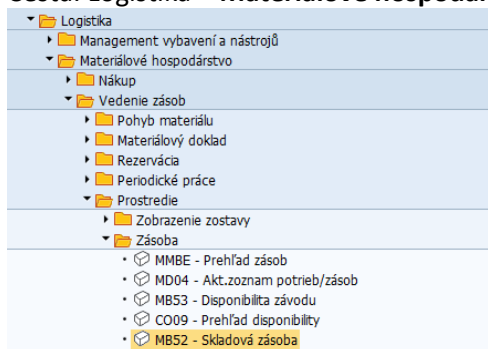 Logistika
Management vybavení a nástrojů
Materiálové hospodárstvo
Nákup
Vedenie zásob
Pohyb materiálu
Materiálový doklad
Rezervácia
Periodické práce
Prostredie
Zobrazenie zostavy
Zásoba
MMBE - Prehľad zásob
MD04 - Akt.zoznam potrieb/zásob
MB53 - Disponibilita závodu
CO09 - Prehľad disponibility
MB52 - Skladová zásoba